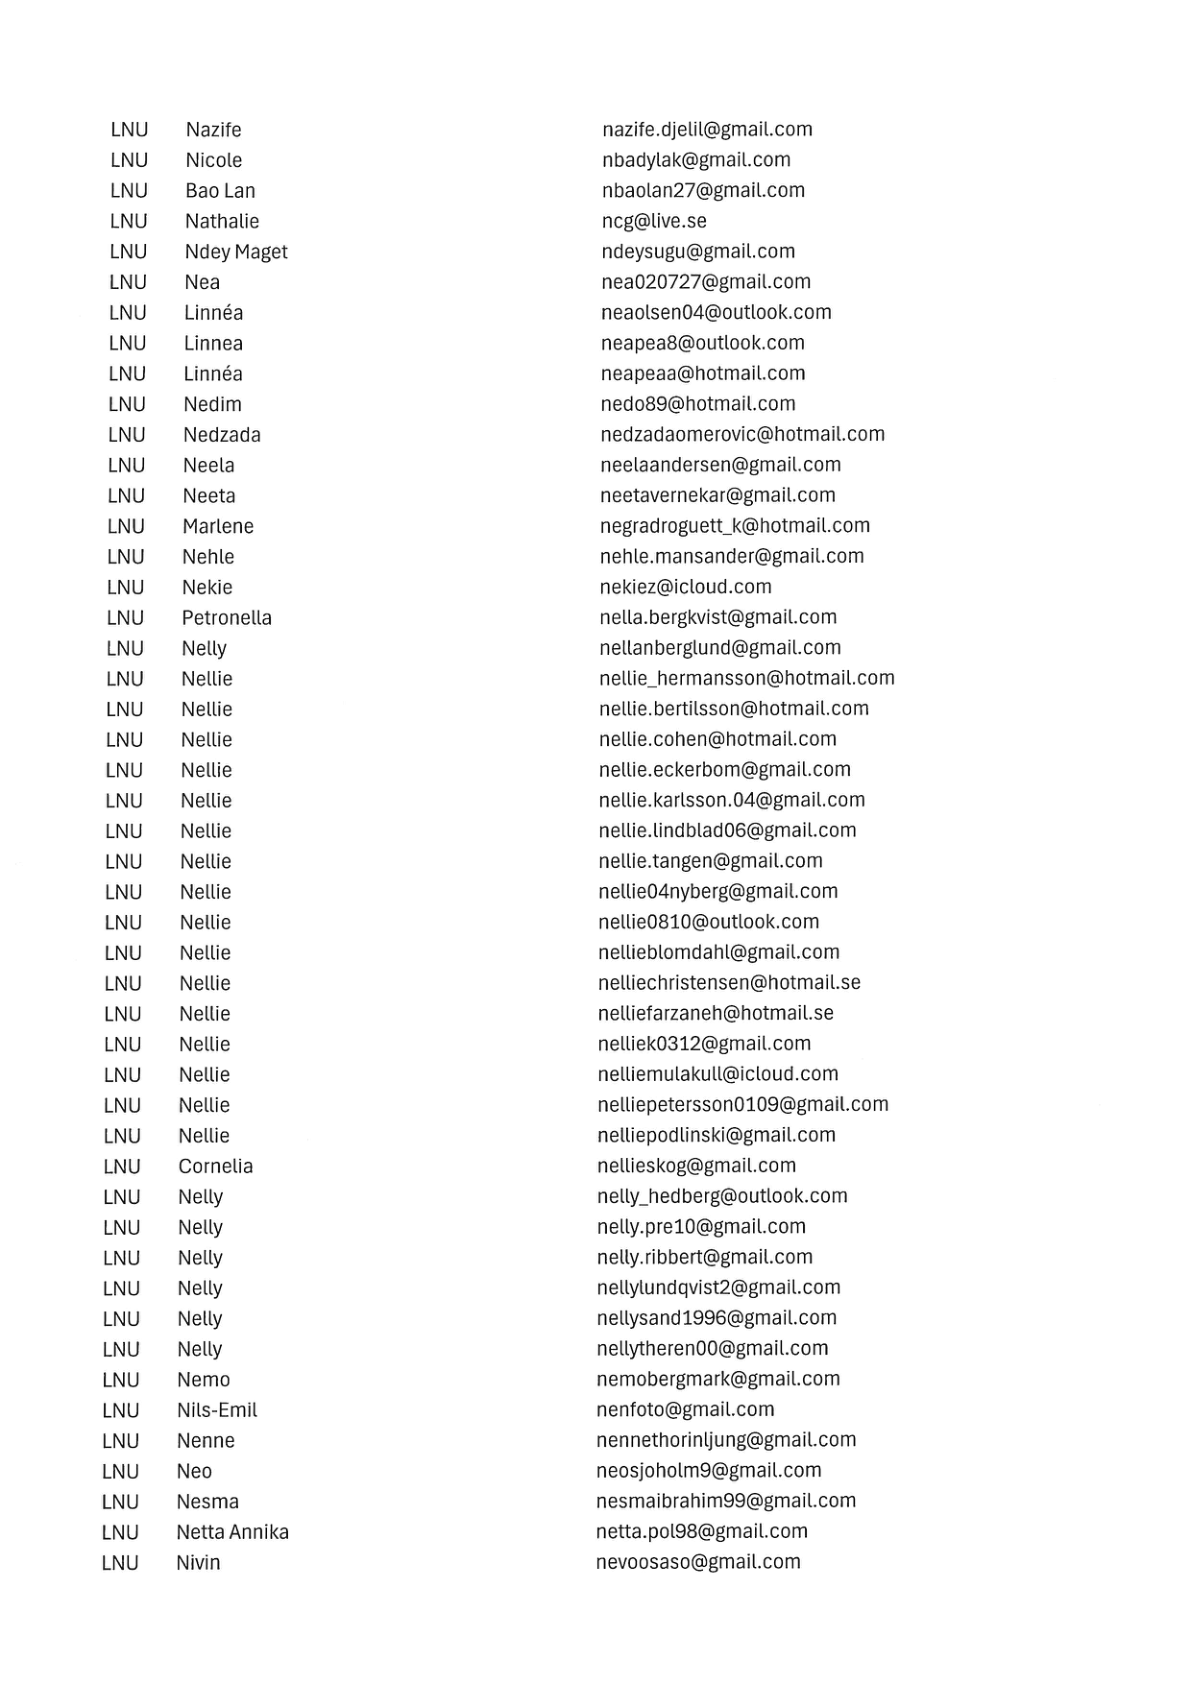 LNU Nazife nazife.djelil@gmail.com
LNU Nicole nbadylak@gmail.com
LNU Bao Lan nbaolan27@gmail.com
LNU Nathalie ncg@live.se
LNU Ndey Maget ndeysugu@gmail.com
LNU Nea nea020727@gmail.com
LNU Linnéa neaolsen04@outlook.com
LNU Linnea neapea8@outlook.com
LNU Linnéa neapeaa@hotmail.com
LNU Nedim nedo89@hotmail.com
LNU Nedzada nedzadaomerovic@hotmail.com
LNU Neela neelaandersen@gmail.com
LNU Neeta neetavernekar@gmail.com
LNU Marlene negradroguett_k@hotmail.com
LNU Nehle nehle.mansander@gmail.com
LNU Nekie nekiez@icloud.com
LNU Petronella nella.bergkvist@gmail.com
LNU Nelly nellanberglund@gmail.com
LNU Nellie nellie_hermansson@hotmail.com
LNU Nellie nellie.bertilsson@hotmail.com
LNU Nellie nellie.cohen@hotmail.com
LNU Nellie nellie.eckerbom@gmail.com
LNU Nellie nellie.karlsson.04@gmail.com
LNU Nellie nellie.lindblad06@gmail.com
LNU Nellie nellie.tangen@gmail.com
LNU Nellie nellie04nyberg@gmail.com
LNU Nellie nellie0810@outlook.com
LNU Nellie nellieblomdahl@gmail.com
LNU Nellie nelliechristensen@hotmail.se
LNU Nellie nelliefarzaneh@hotmail.se
LNU Nellie nelliek0312@gmail.com
LNU Nellie nelliemulakull@icloud.com
LNU Nellie nelliepetersson0109@gmail.com
LNU Nellie nelliepodlinski@gmail.com
LNU Cornelia nellieskog@gmail.com
LNU Nelly nelly_hedberg@outlook.com
LNU Nelly nelly.pre10@gmail.com
LNU Nelly nelly.ribbert@gmail.com
LNU Nelly nellylundqvist2@gmail.com
LNU Nelly nellysand1996@gmail.com
LNU Nelly nellytheren00@gmail.com
LNU Nemo nemobergmark@gmail.com
LNU Nils-Emil nenfoto@gmail.com
LNU Nenne nennethorinljung@gmail.com
LNU Neo neosjoholm9@gmail.com
LNU Nesma nesmaibrahim99@gmail.com
LNU Netta Annika netta.pol98@gmail.com
LNU Nivin nevoosaso@gmail.com